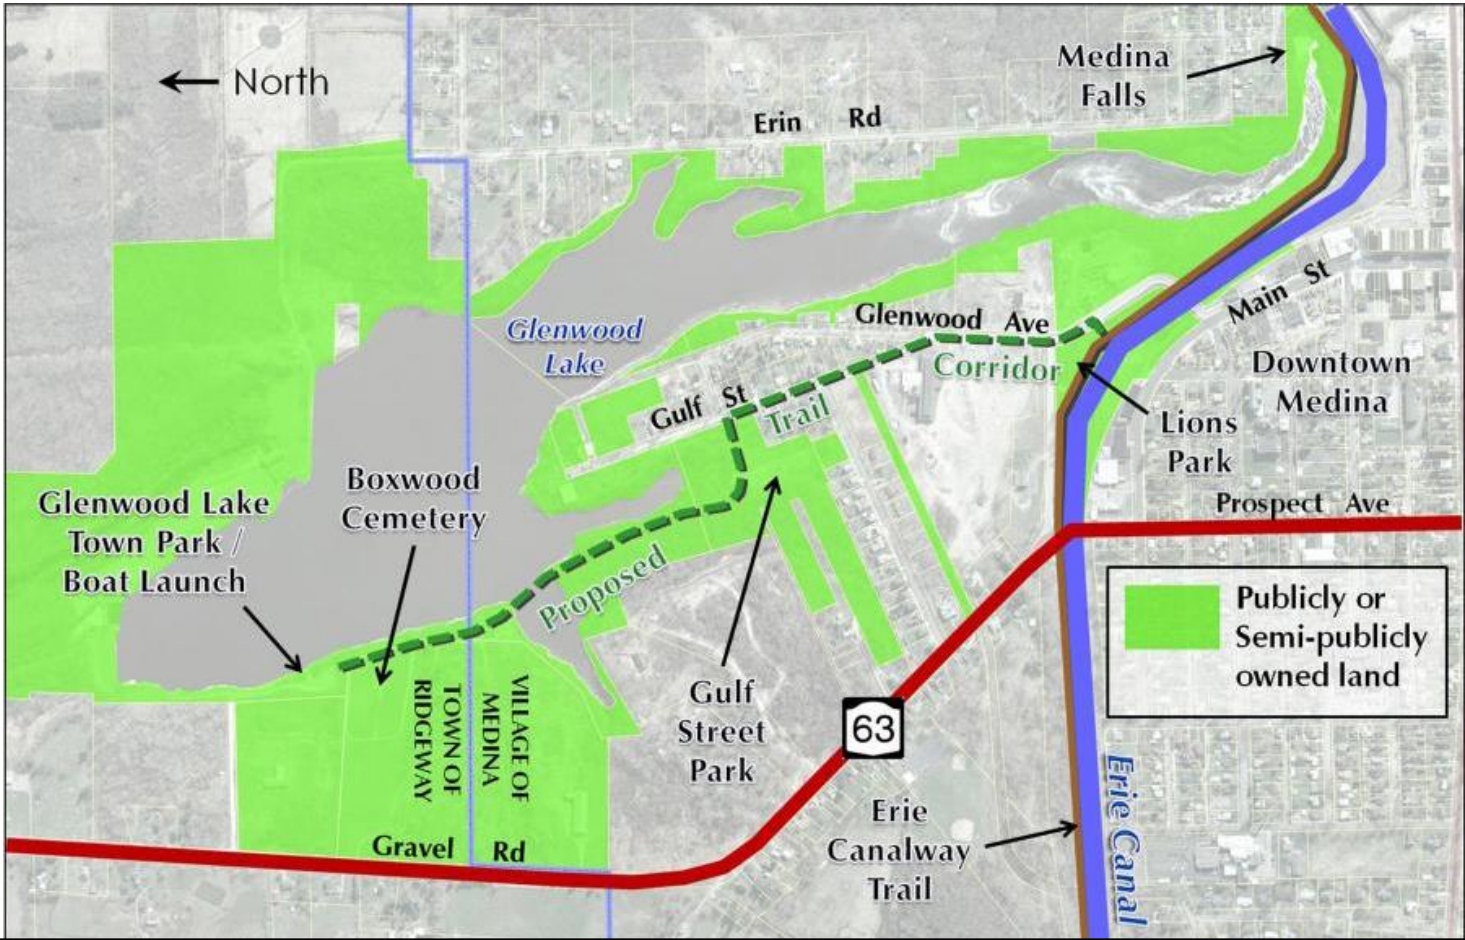 North
Medina
Falls
Erin Rd
Glenwood
Lake
Glenwood Ave
Corridor
Main St
Downtown
Medina
Gulf St
Trail
Lions
Park
Boxwood
Cemetery
Glenwood Lake
Town Park /
Boat Launch
Prospect Ave
Proposed
Publicly or
Semi-publicly
owned land
VILLAGE OF
MEDINA
TOWN OF
RIDGEWAY
Gulf
Street
Park
63
Gravel Rd
Erie
Canalway
Trail
Erie Canal